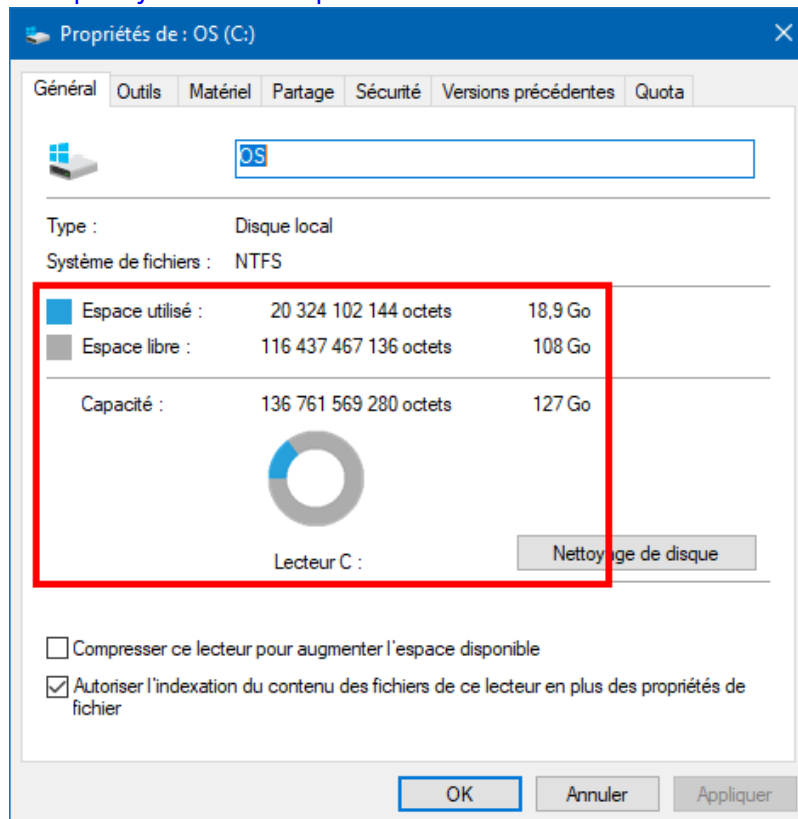 Propriétés de : OS (C:)
Général Outils Matériel Partage Sécurité Versions précédentes Quota
OS
Type : Disque local
Système de fichiers : NTFS
Espace utilisé : 20 324 102 144 octets 18,9 Go
Espace libre : 116 437 467 136 octets 108 Go
Capacité : 136 761 569 280 octets 127 Go
Lecteur C : Nettoyage de disque
Compresser ce lecteur pour augmenter l'espace disponible
Autoriser l'indexation du contenu des fichiers de ce lecteur en plus des propriétés de
fichier
OK Annuler Appliquer